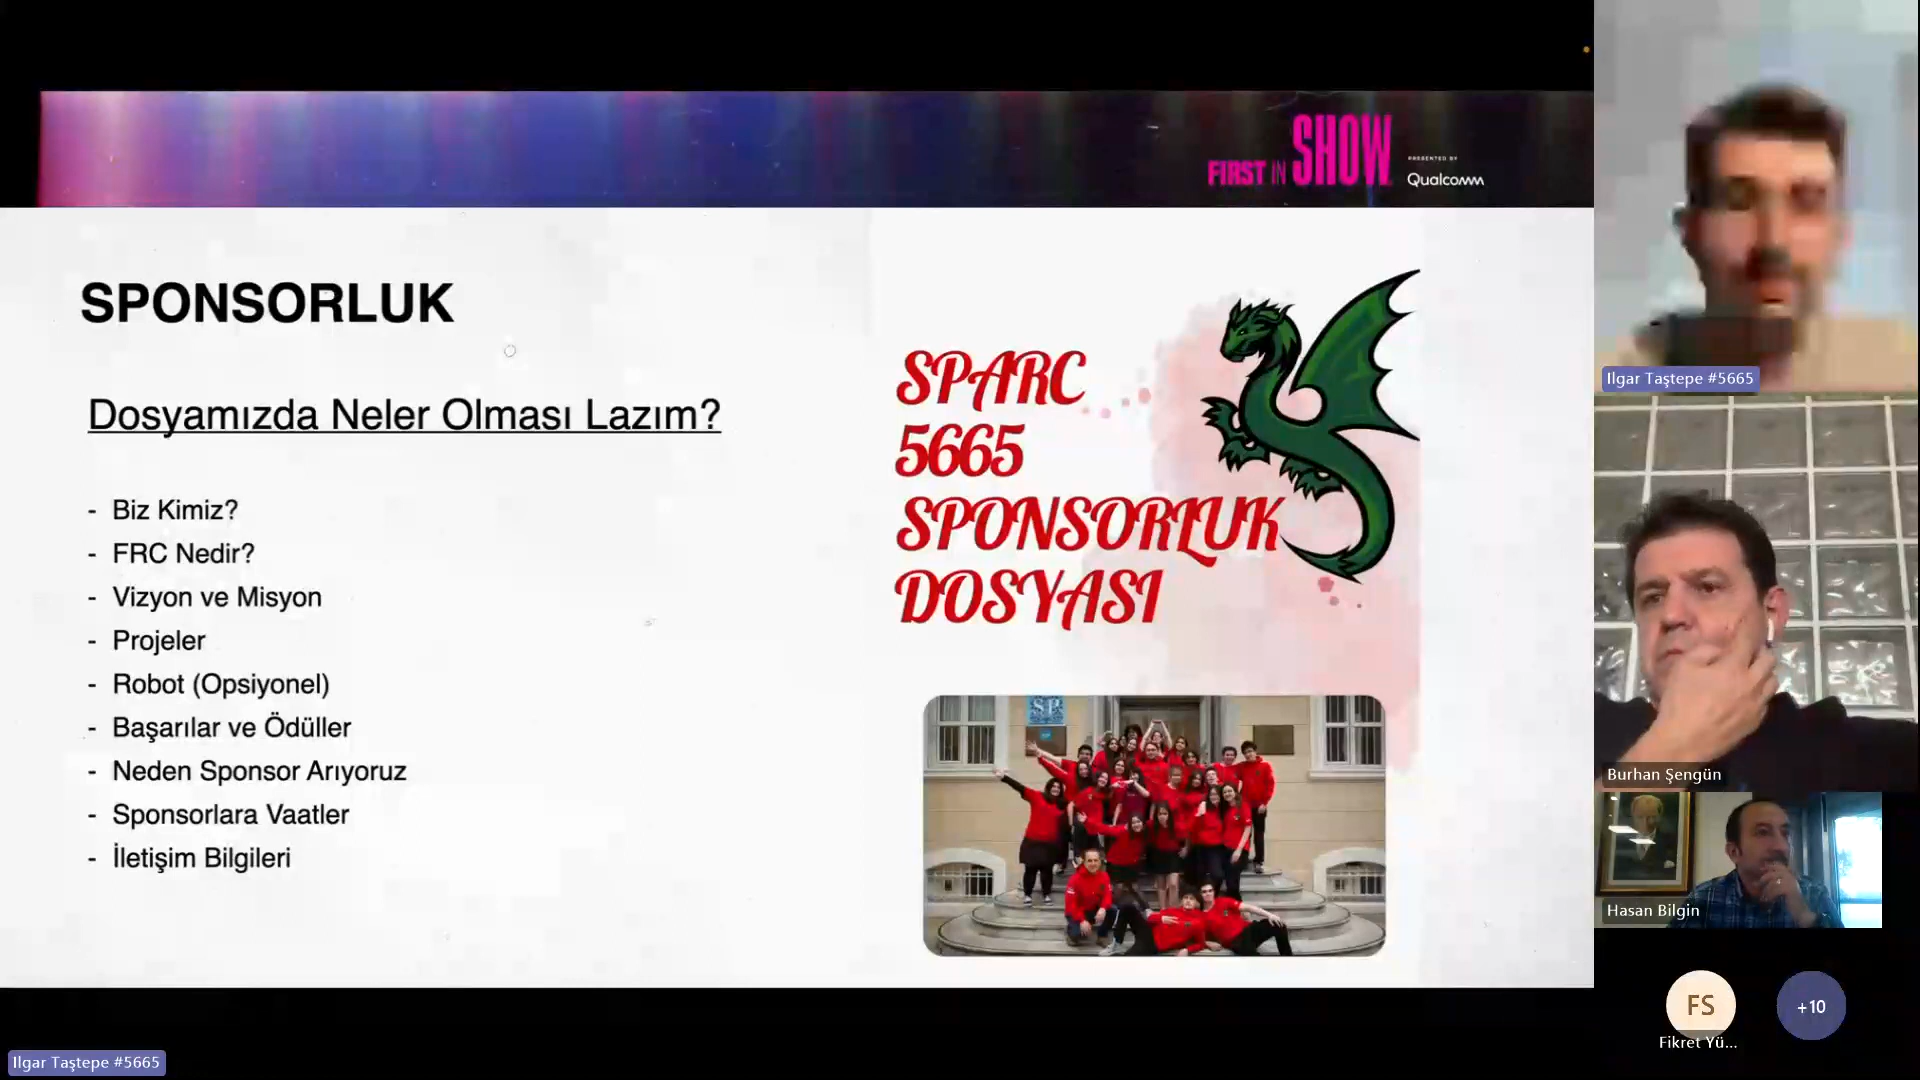 FIRST IN SHOW
PRESENTED BY
Qualcomm
SPONSORLUK
Dosyamızda Neler Olması Lazım?
- Biz Kimiz?
- FRC Nedir?
- Vizyon ve Misyon
- Projeler
- Robot (Opsiyonel)
- Başarılar ve Ödüller
- Neden Sponsor Arıyoruz
- Sponsorlara Vaatler
- İletişim Bilgileri
SPARC
5665
SPONSORLUK
DOSYASI
SP
Ilgar Taştepe #5665
Burhan Şengün
Hasan Bilgin
FS
Fikret Yü...
+10
Ilgar Taştepe #5665